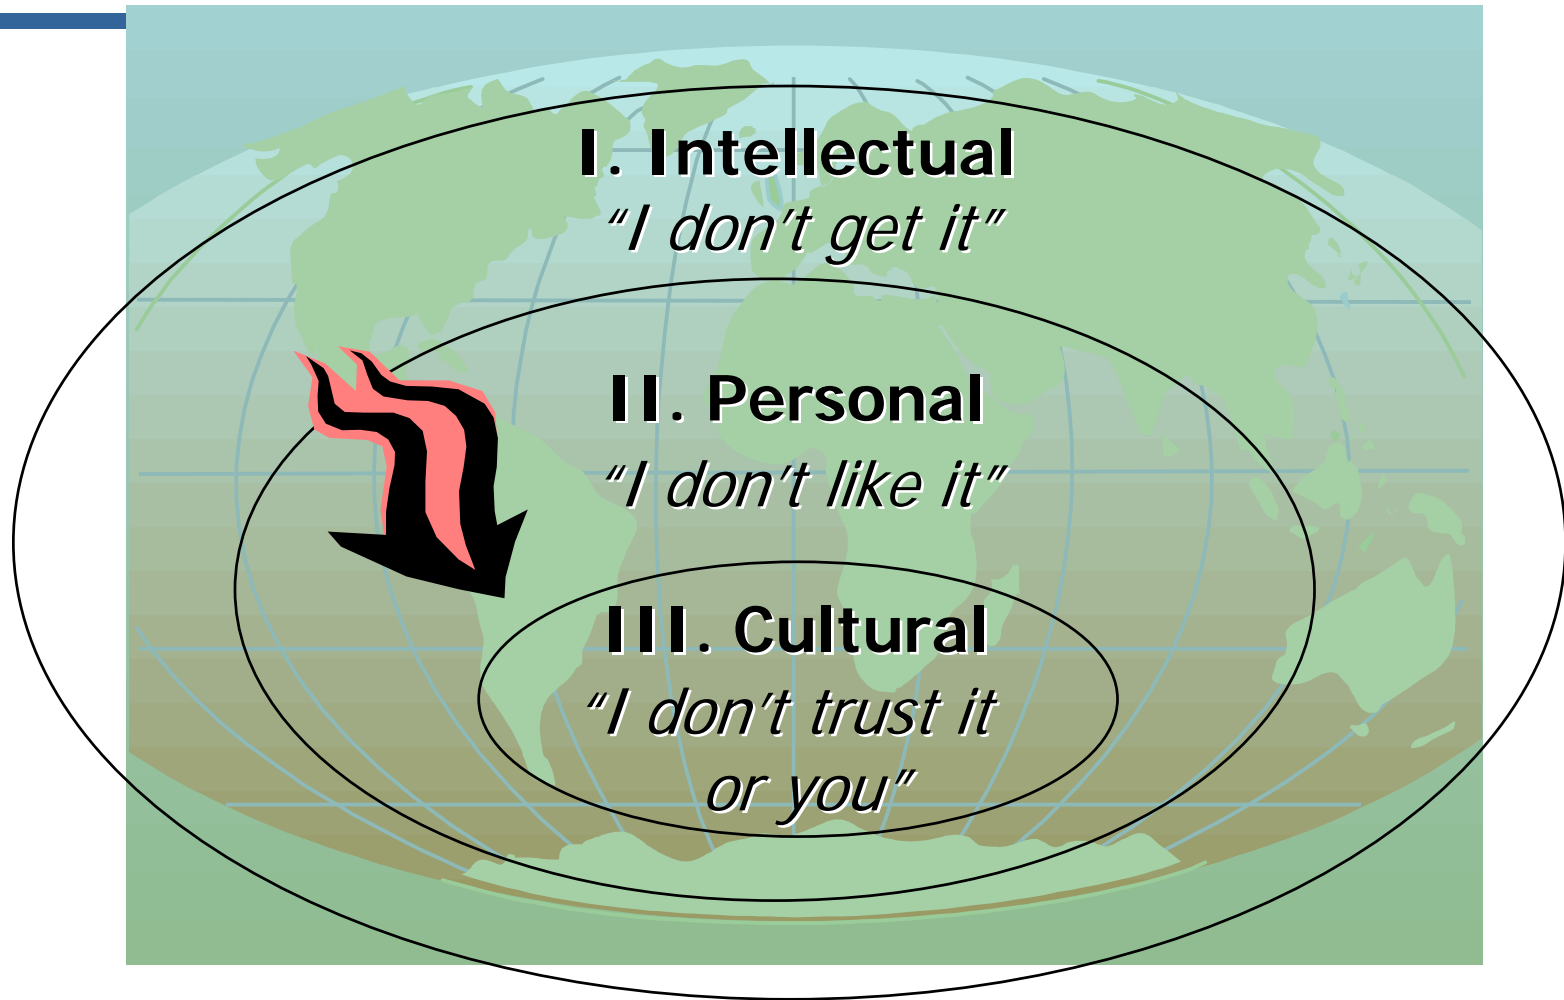 I. Intellectual
“I don’t get it”
II. Personal
“I don’t like it”
III. Cultural
“I don’t trust it
or you”